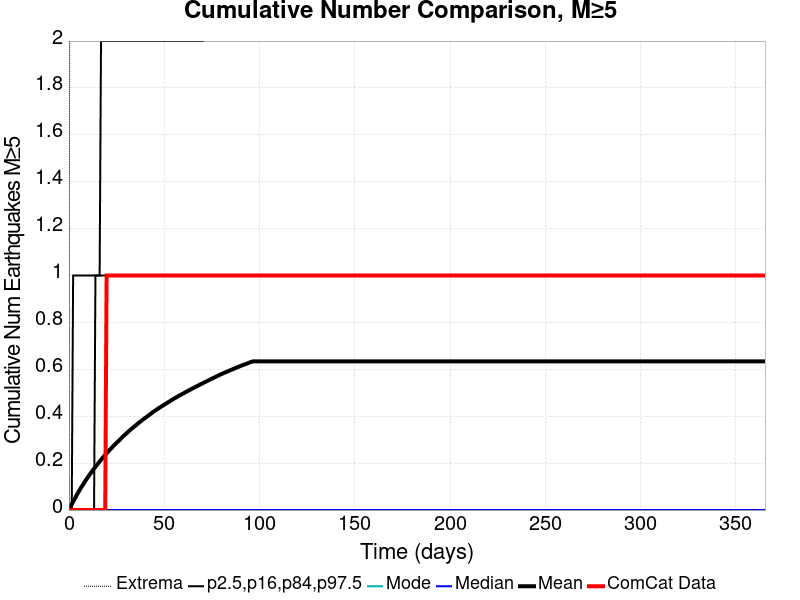 Cumulative Number Comparison, M≥5
Cumulative Num Earthquakes M≥5
2
1.8
1.6
1.4
1.2
1
0.8
0.6
0.4
0.2
0
0 50 100 150 200 250 300 350
Time (days)
Extrema p2.5,p16,p84,p97.5 Mode Median Mean ComCat Data